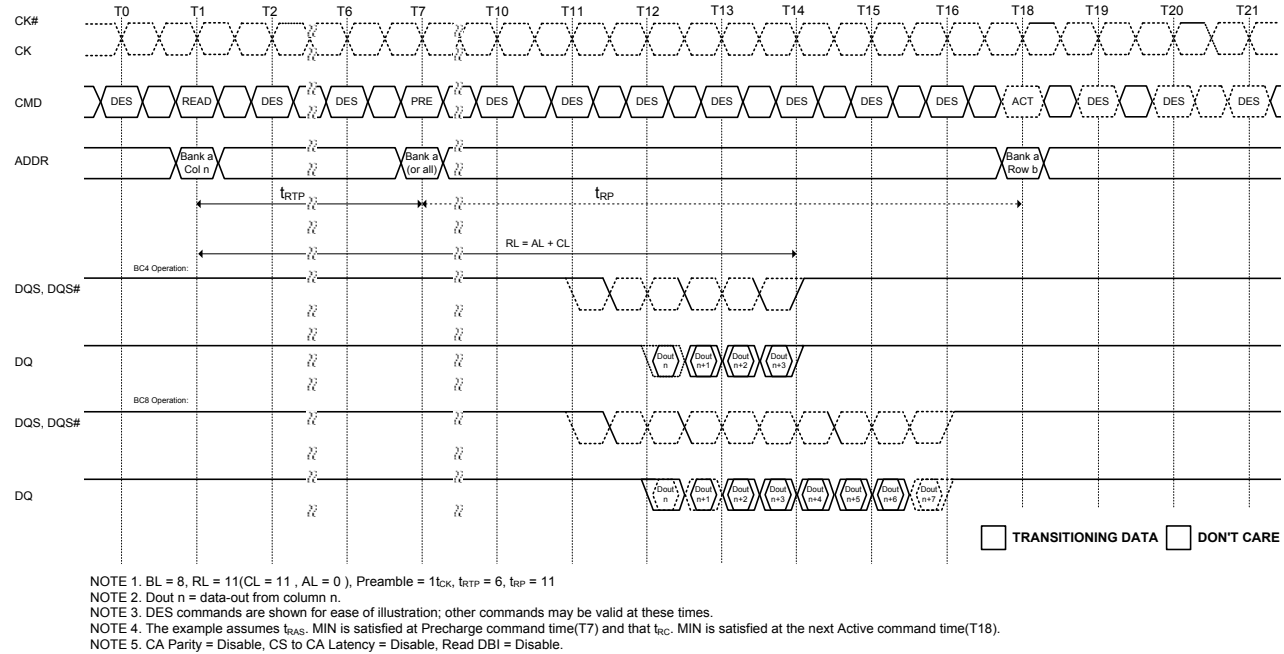 T0 T1 T2 T6 T7 T10 T11 T12 T13 T14 T15 T16 T17 T18 T19 T20 T21
CK#
CK
CMD DES READ DES DES PRE DES DES DES DES DES DES DES ACT DES DES DES
ADDR
Bank a
Col n
Bank a
(or all)
Bank a
Row b
tRTP
tRP
RL = AL + CL
BC4 Operation:
DQS, DQS#
DQ
Dout
n
Dout
n+1
Dout
n+2
Dout
n+3
BC8 Operation:
DQS, DQS#
DQ
Dout
n
Dout
n+1
Dout
n+2
Dout
n+3
Dout
n+4
Dout
n+5
Dout
n+6
Dout
n+7
TRANSITIONING DATA DON'T CARE
NOTE 1. BL = 8, RL = 11(CL = 11 , AL = 0 ), Preamble = 1tCK, tRTP = 6, tRP = 11
NOTE 2. Dout n = data-out from column n.
NOTE 3. DES commands are shown for ease of illustration; other commands may be valid at these times.
NOTE 4. The example assumes tRAS. MIN is satisfied at Precharge command time(T7) and that tRC. MIN is satisfied at the next Active command time(T18).
NOTE 5. CA Parity = Disable, CS to CA Latency = Disable, Read DBI = Disable.